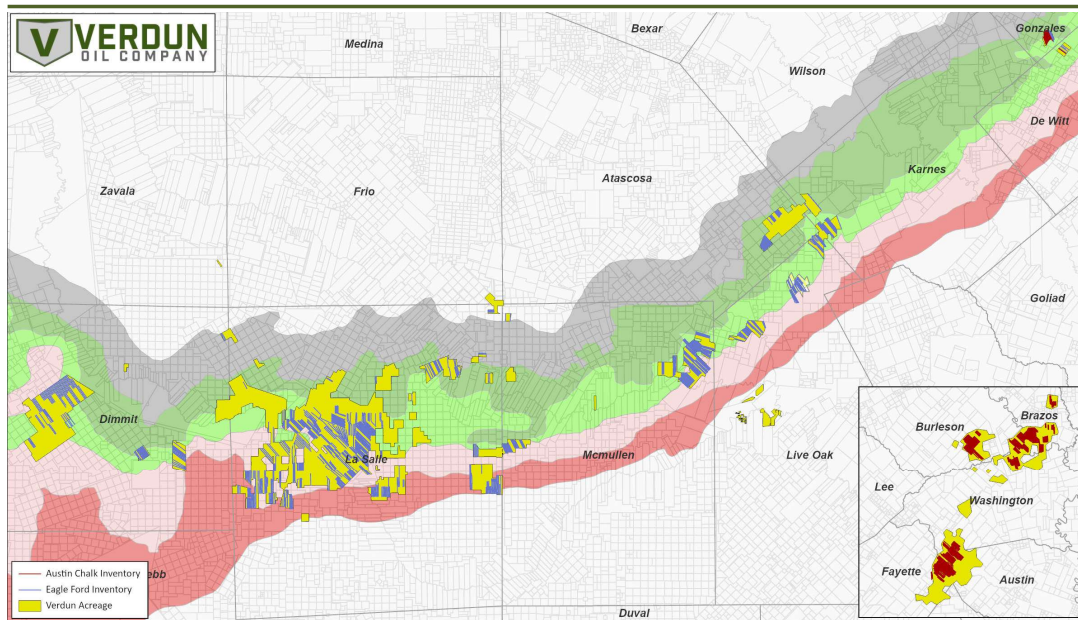 VERDUN
OIL COMPANY
Medina
Bexar
Gonzales
Wilson
De Witt
Zavala
Frio
Atascosa
Karnes
Goliad
Dimmit
La Salle
Mcmullen
Live Oak
Duval
Austin Chalk Inventory
Eagle Ford Inventory
Verdun Acreage
Burleson
Brazos
Lee
Washington
Fayette
Austin